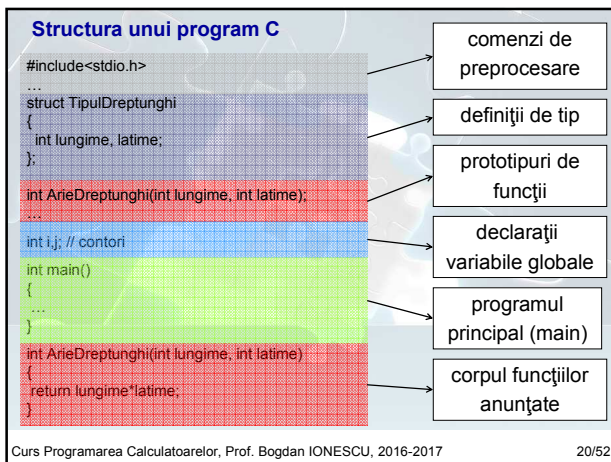 Structura unui program C
#include<stdio.h>
…
struct TipulDreptunghi
{
int lungime, latime;
};
int ArieDreptunghi(int lungime, int latime);
…
int i,j; // contori
int main()
{
…
}
int ArieDreptunghi(int lungime, int latime)
{
return lungime*latime;
}
comenzi de
preprocesare
definiţii de tip
prototipuri de
funcţii
declaraţii
variabile globale
programul
principal (main)
corpul funcţiilor
anunţate
Curs Programarea Calculatoarelor, Prof. Bogdan IONESCU, 2016-2017
20/52